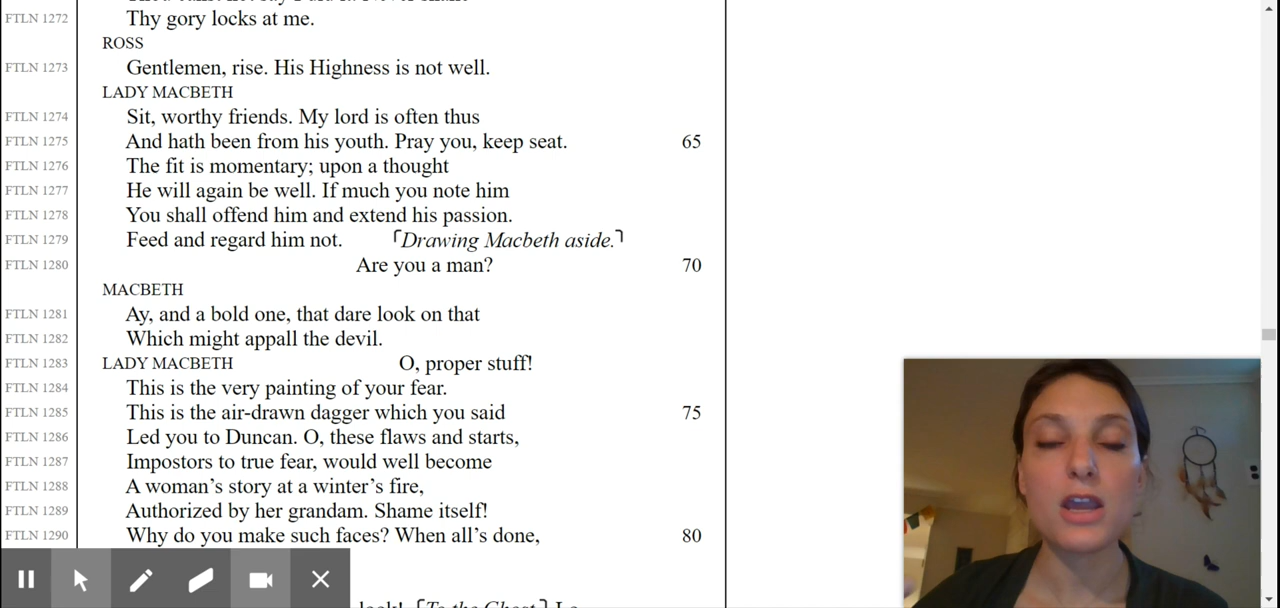 FTLN 1272 Thy gory locks at me.
ROSS
FTLN 1273 Gentlemen, rise. His Highness is not well.
LADY MACBETH
FTLN 1274 Sit, worthy friends. My lord is often thus
FTLN 1275 And hath been from his youth. Pray you, keep seat. 65
FTLN 1276 The fit is momentary; upon a thought
FTLN 1277 He will again be well. If much you note him
FTLN 1278 You shall offend him and extend his passion.
FTLN 1279 Feed and regard him not. ⌜Drawing Macbeth aside.⌝
FTLN 1280 Are you a man? 70
MACBETH
FTLN 1281 Ay, and a bold one, that dare look on that
FTLN 1282 Which might appall the devil.
FTLN 1283 LADY MACBETH O, proper stuff!
FTLN 1284 This is the very painting of your fear.
FTLN 1285 This is the air-drawn dagger which you said 75
FTLN 1286 Led you to Duncan. O, these flaws and starts,
FTLN 1287 Impostors to true fear, would well become
FTLN 1288 A woman’s story at a winter’s fire,
FTLN 1289 Authorized by her grandam. Shame itself!
FTLN 1290 Why do you make such faces? When all’s done, 80
look! ⌜To the Ghost.⌝ Lo